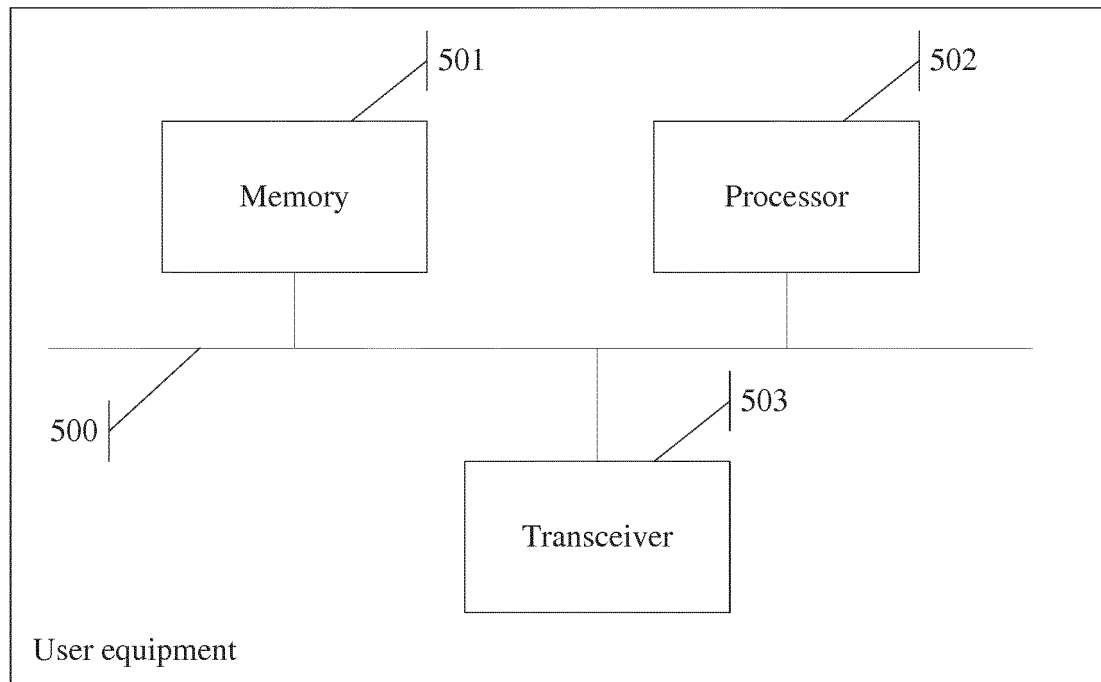 501
502
Memory
Processor
500
503
Transceiver
User equipment